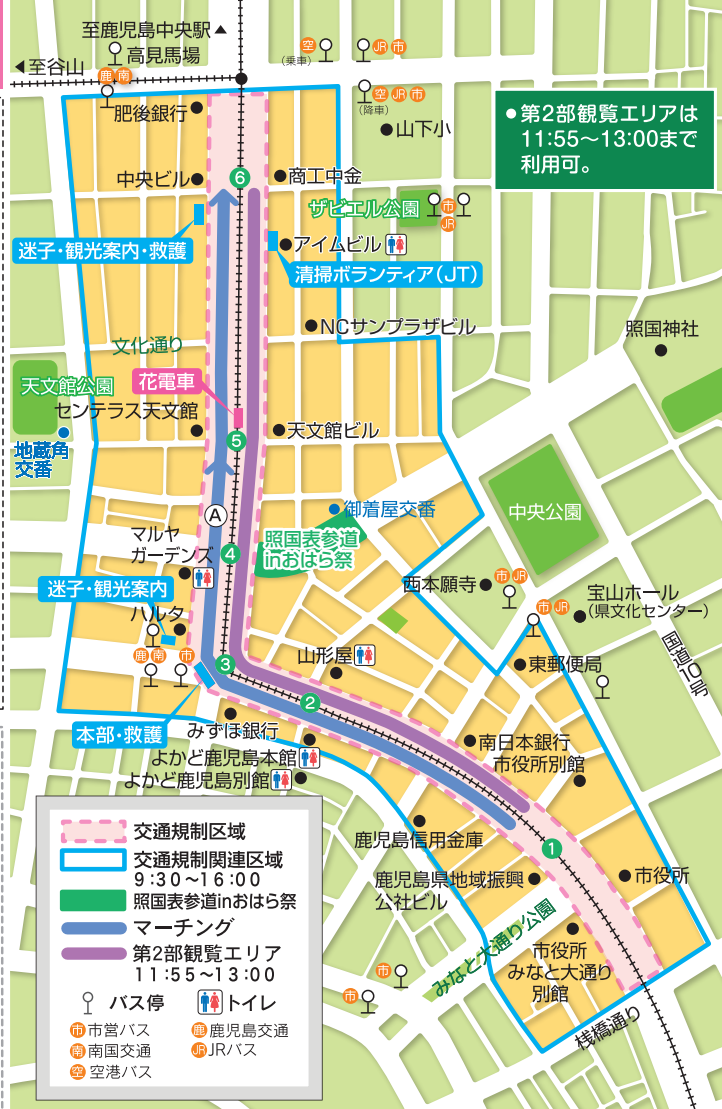 至鹿児島中央駅▲
◀至谷山
高見馬場
鹿 南
空
(乗車)
JR 市
空 JR 市
(降車)
山下小
肥後銀行
●第2部観覧エリアは
11:55〜13:00まで
利用可。
中央ビル
6
商工中金
ザビエル公園
市
JR
迷子・観光案内・救護
アイムビル
清掃ボランティア(JT)
NCサンプラザビル
照国神社
文化通り
花電車
天文館公園
センテラス天文館
5
天文館ビル
地蔵角
交番
A
御着屋交番
中央公園
マルヤ
ガーデンズ
4
照国表参道
inおはら祭
迷子・観光案内
西本願寺
市 JR
宝山ホール
(県文化センター)
市 JR
ハルタ
鹿 南
市
3
山形屋
東郵便局
国道10号
2
本部・救護
みずほ銀行
よかど鹿児島本館
よかど鹿児島別館
南日本銀行
市役所別館
鹿児島信用金庫
1
鹿児島県地域振興
公社ビル
市役所
みなと大通り公園
市役所
みなと大通り
別館
市
市
桟橋通り
交通規制区域
交通規制関連区域
9:30〜16:00
照国表参道inおはら祭
マーチング
第2部観覧エリア
11:55〜13:00
バス停
トイレ
市 市営バス
鹿 鹿児島交通
南 南国交通
JR JRバス
空 空港バス